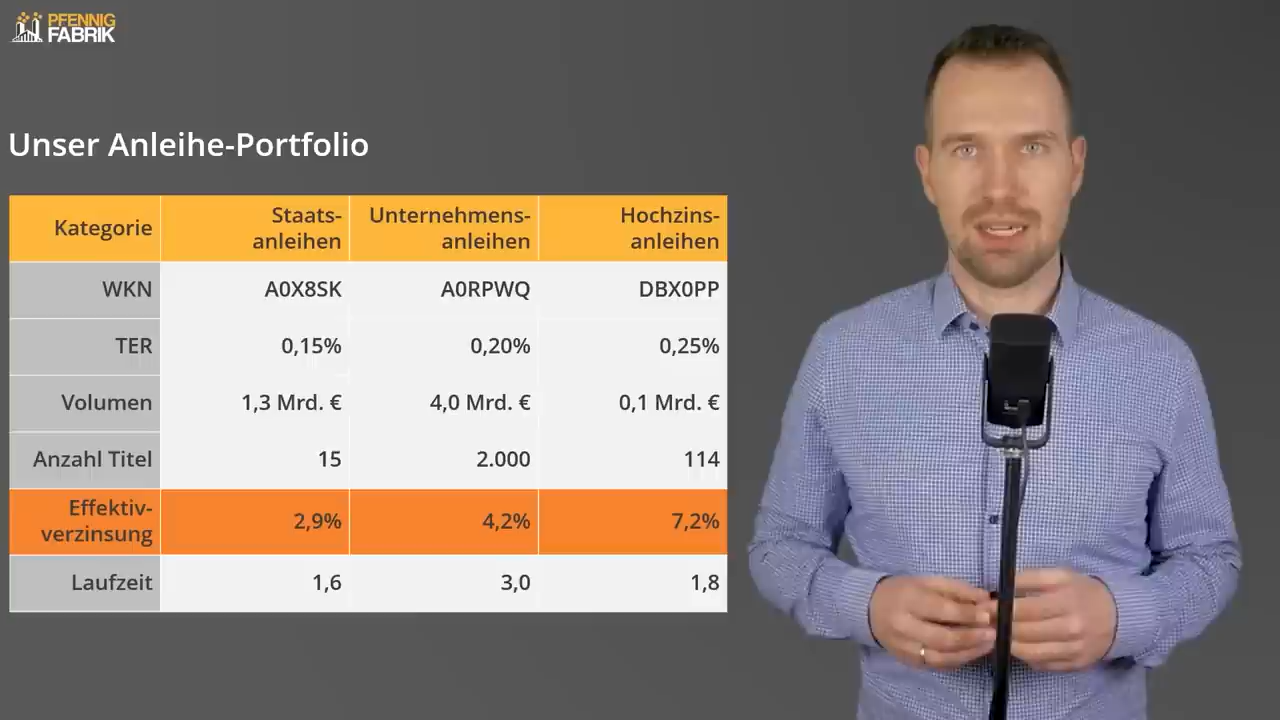 PFENNIG
FABRIK
Unser Anleihe-Portfolio
Kategorie Staats-anleihen Unternehmens-anleihen Hochzins-anleihen
WKN A0X8SK A0RPWQ DBX0PP
TER 0,15% 0,20% 0,25%
Volumen 1,3 Mrd. € 4,0 Mrd. € 0,1 Mrd. €
Anzahl Titel 15 2.000 114
Effektiv-verzinsung 2,9% 4,2% 7,2%
Laufzeit 1,6 3,0 1,8